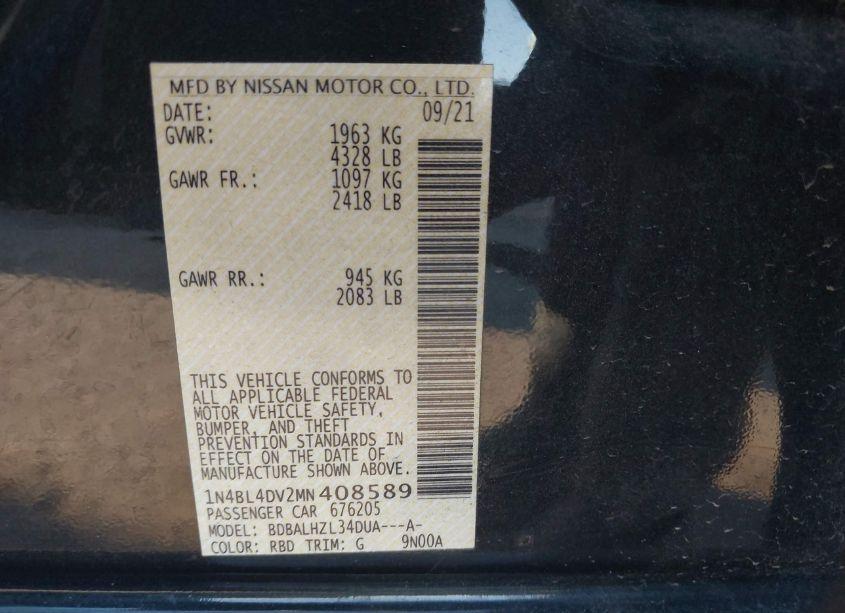 MFD BY NISSAN MOTOR CO., LTD.
DATE: 09/21
GVWR: 1963 KG
4328 LB
GAWR FR.: 1097 KG
2418 LB
GAWR RR.: 945 KG
2083 LB
THIS VEHICLE CONFORMS TO
ALL APPLICABLE FEDERAL
MOTOR VEHICLE SAFETY,
BUMPER, AND THEFT
PREVENTION STANDARDS IN
EFFECT ON THE DATE OF
MANUFACTURE SHOWN ABOVE.
1N4BL4DV2MN408589
PASSENGER CAR 676205
MODEL: BDBALHZL34DUA---A-
COLOR: RBD TRIM: G 9N00A